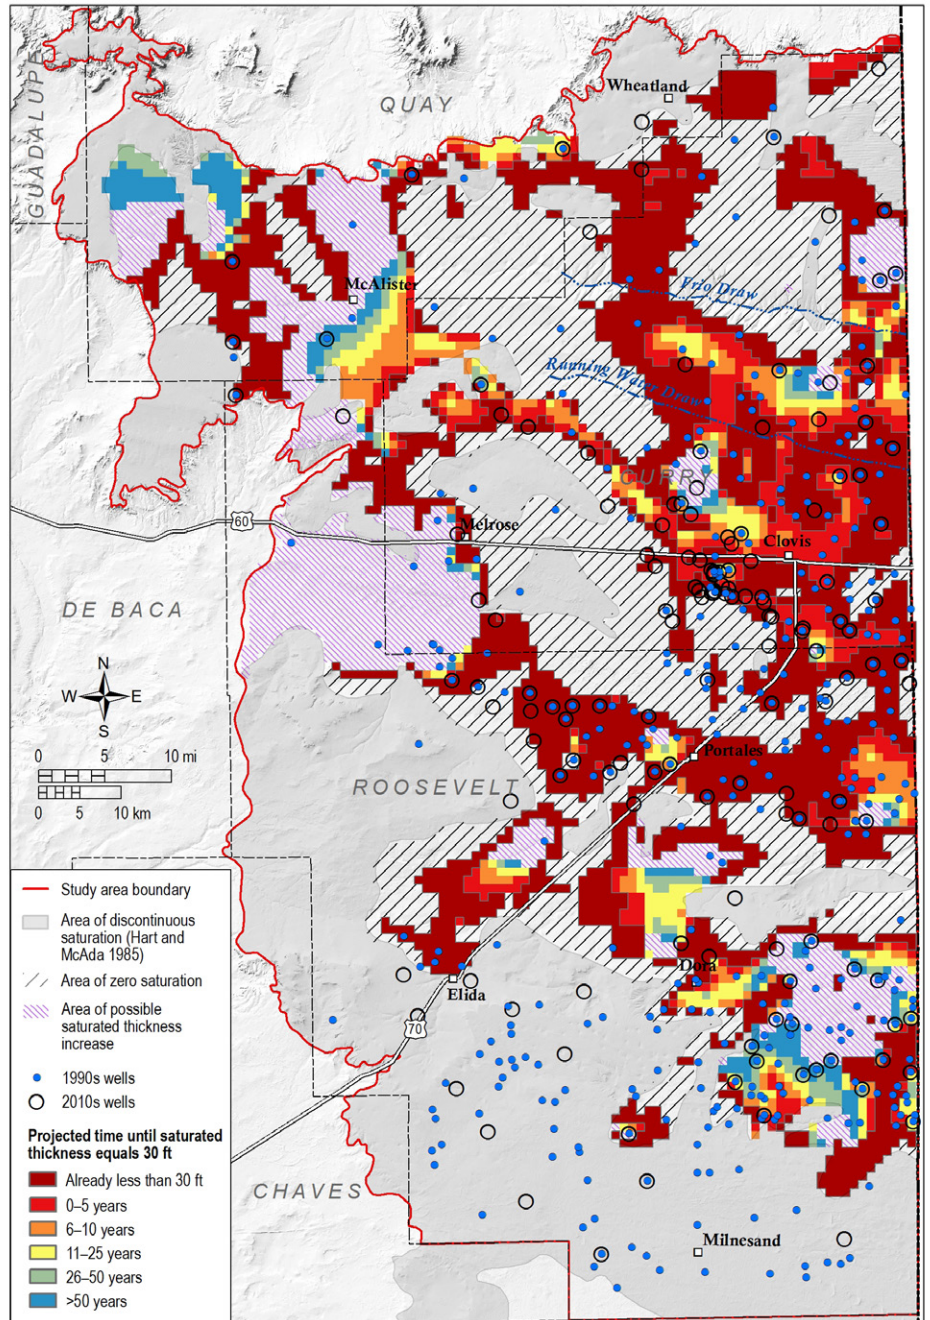 GUADALUPE
QUAY
Wheatland
McAlister
Frio Draw
Running Water Draw
CURRY
60
Melrose
Clovis
DE BACA
N
W E
S
0 5 10 mi
0 5 10 km
Portales
ROOSEVELT
Study area boundary
Area of discontinuous
saturation (Hart and
McAda 1985)
Area of zero saturation
Area of possible
saturated thickness
increase
1990s wells
2010s wells
Projected time until saturated
thickness equals 30 ft
Already less than 30 ft
0–5 years
6–10 years
11–25 years
26–50 years
>50 years
Dora
Elida
70
CHAVES
Milnesand